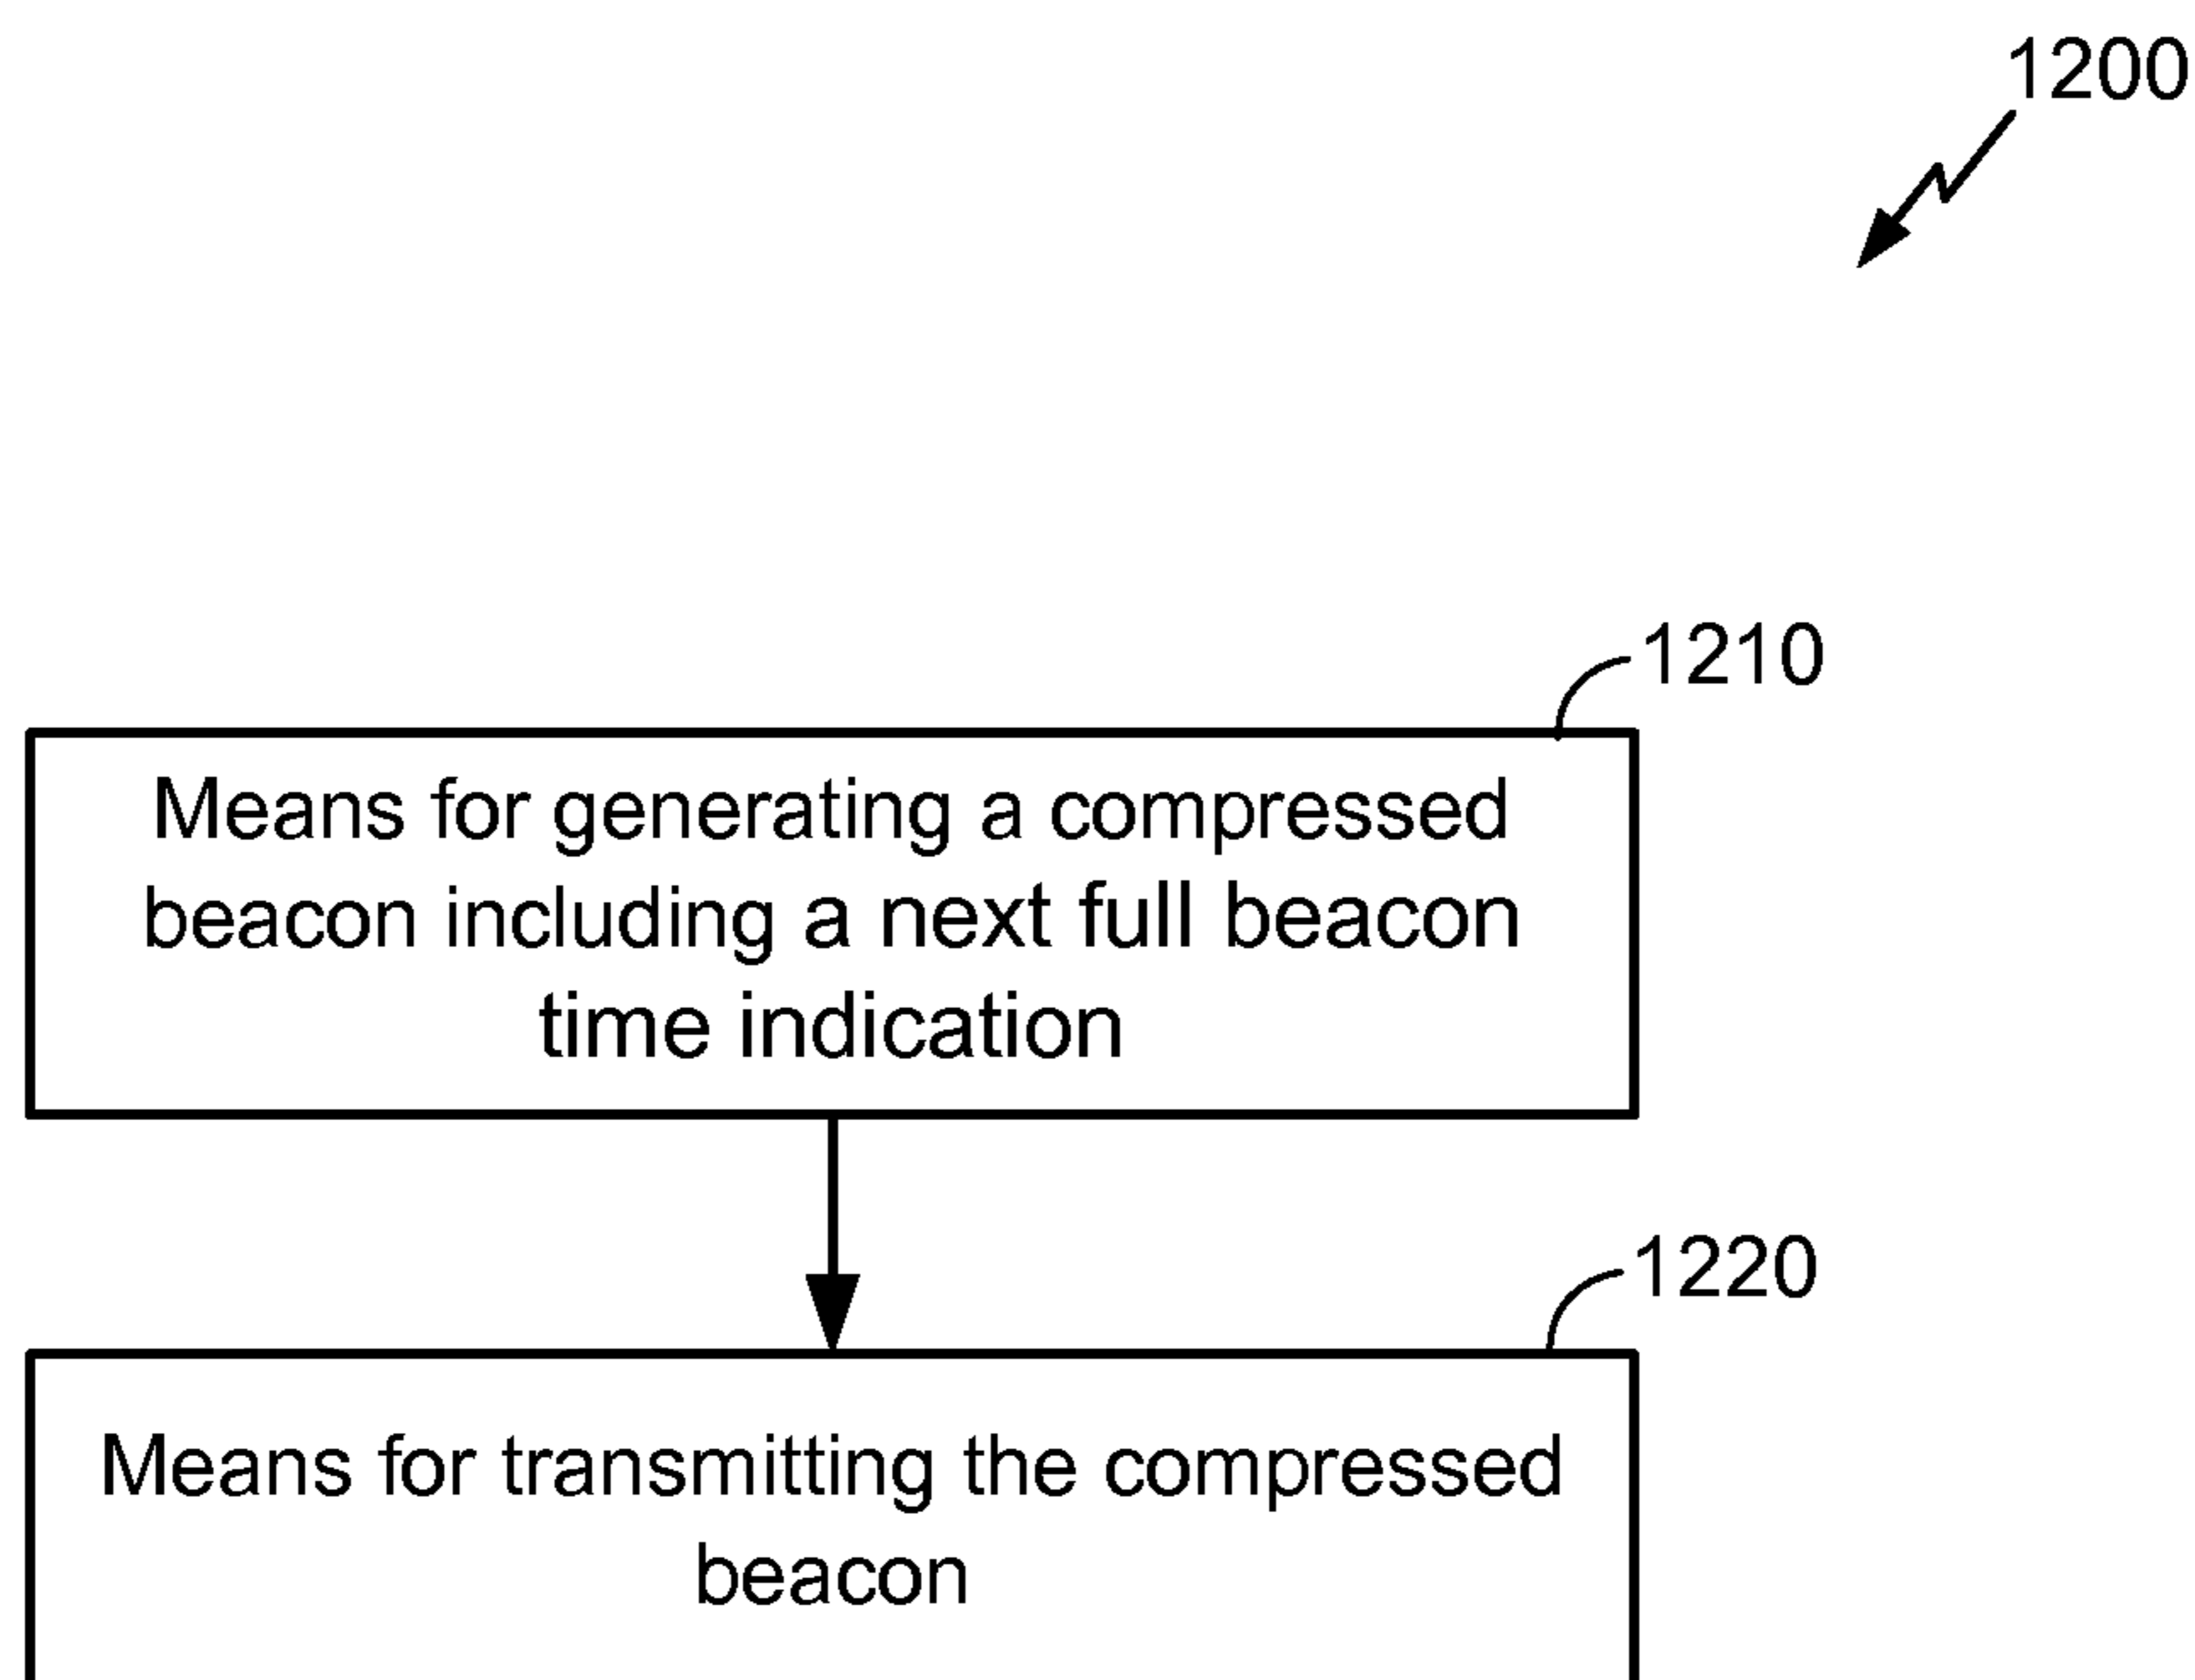 1200
1210
Means for generating a compressed
beacon including a next full beacon
time indication
1220
Means for transmitting the compressed
beacon